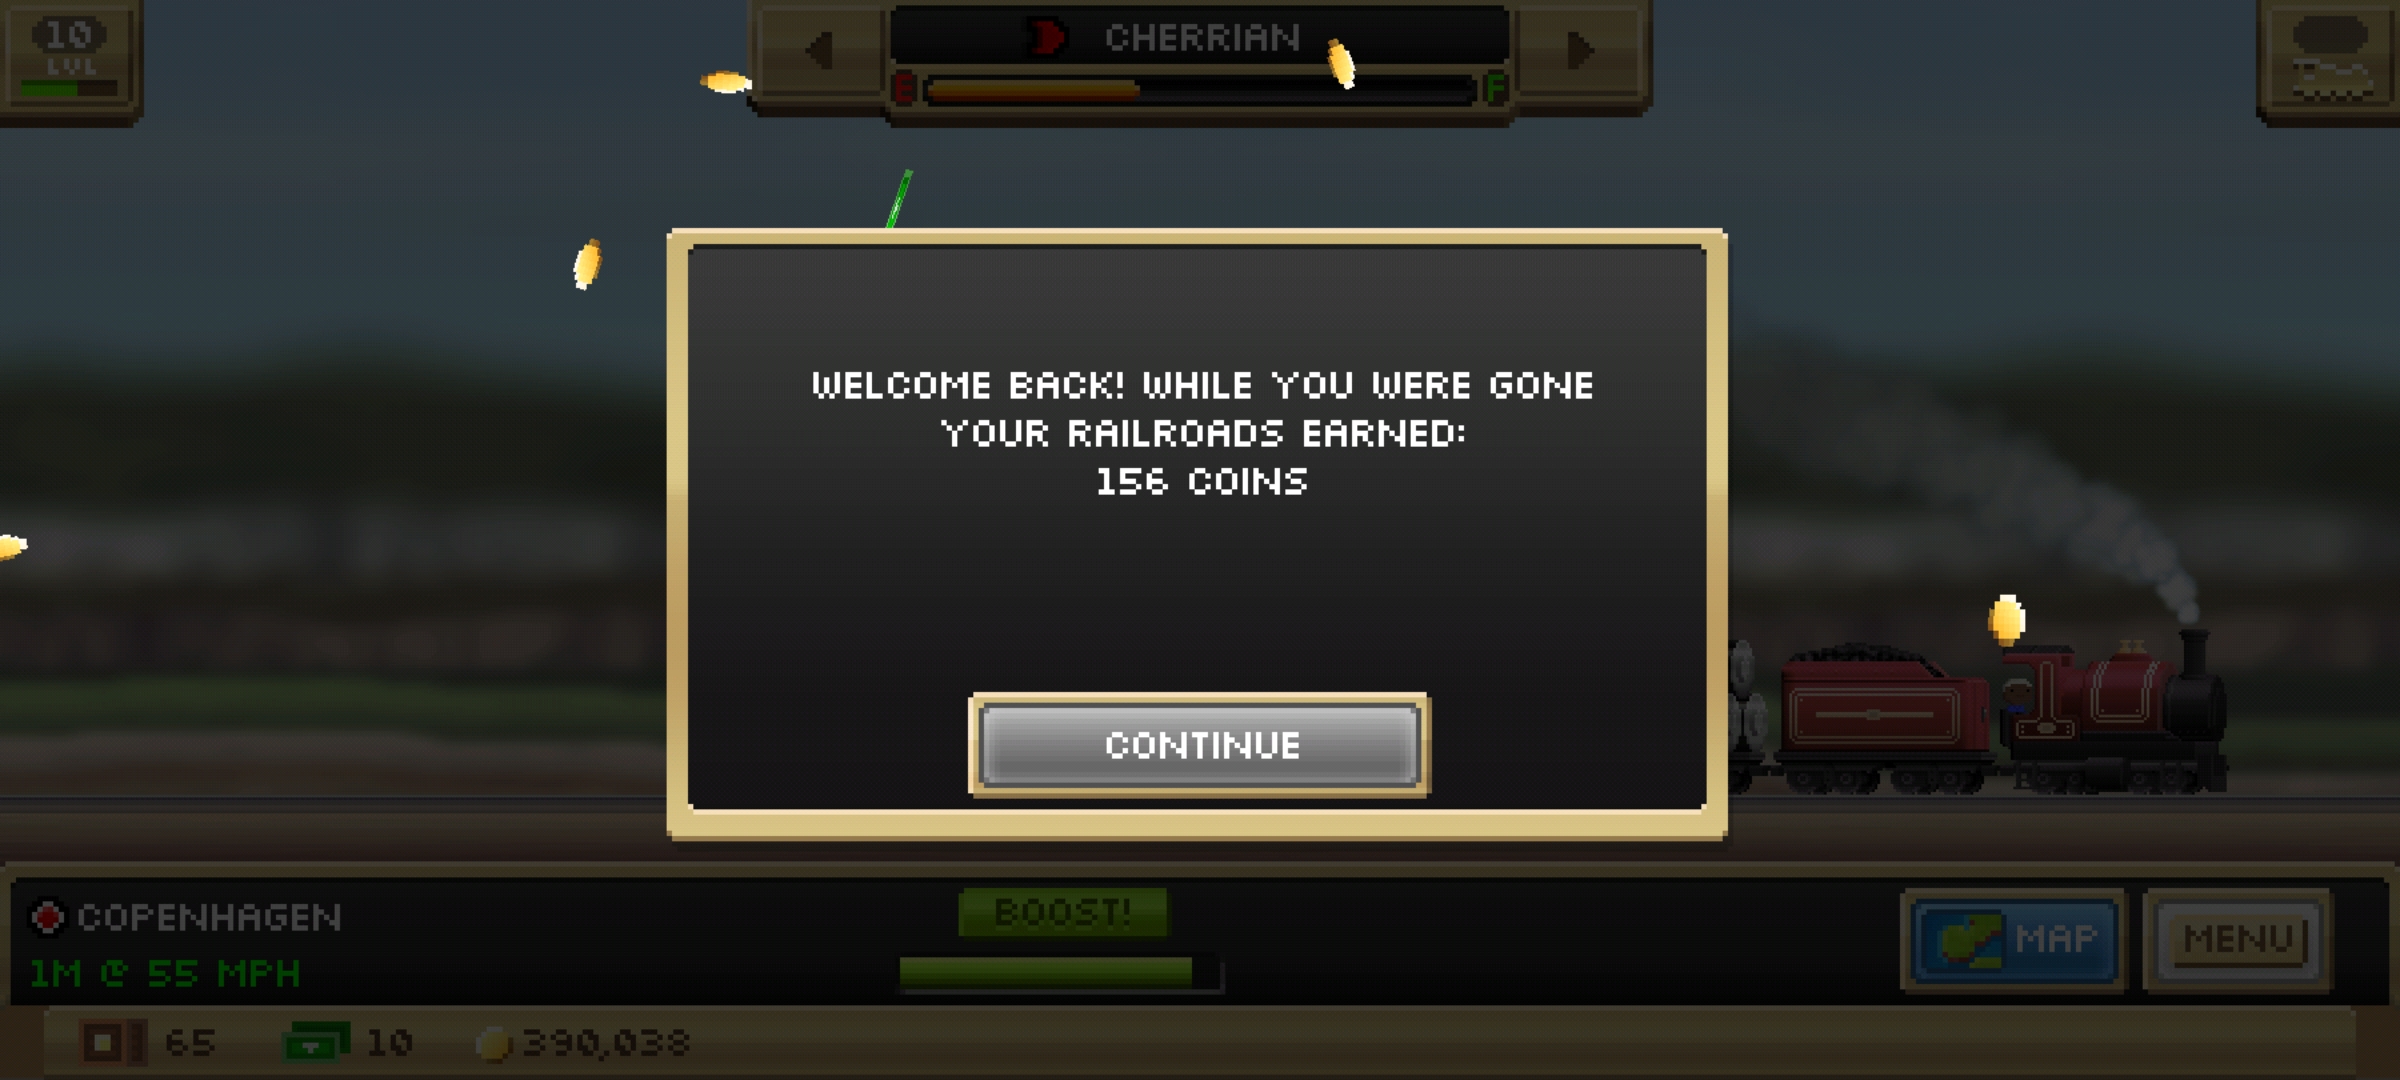 10
LVL
CHERRIAN
E
F
WELCOME BACK! WHILE YOU WERE GONE
YOUR RAILROADS EARNED:
156 COINS
CONTINUE
COPENHAGEN
1M @ 55 MPH
BOOST!
MAP
MENU
65
10
390,038